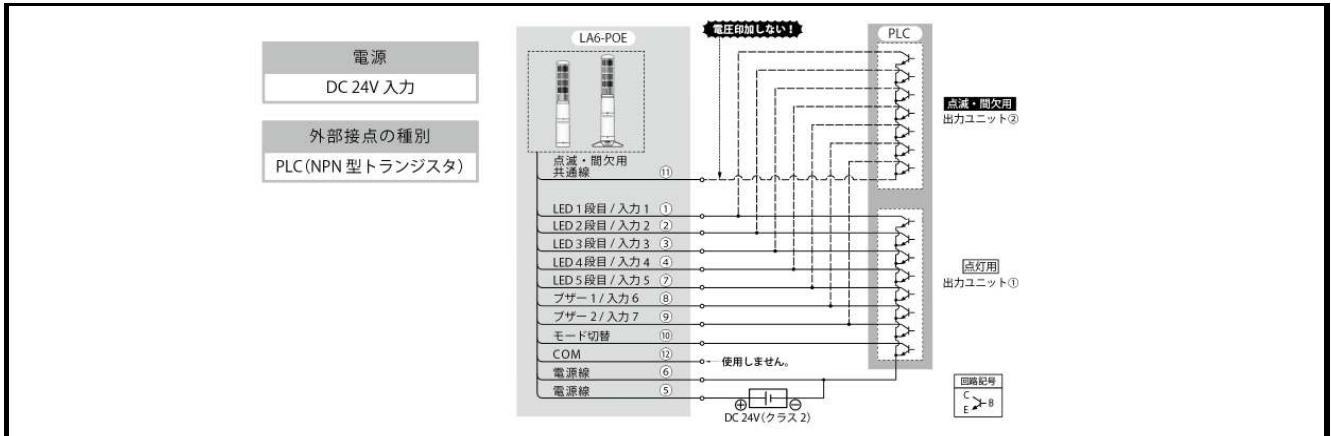 電源
DC 24V 入力
外部接点の種別
PLC(NPN 型トランジスタ)
LA6-POE
電圧印加しない!
PLC
点滅・間欠用
共通線 ⑪
LED 1段目 / 入力 1 ①
LED 2段目 / 入力 2 ②
LED 3段目 / 入力 3 ③
LED 4段目 / 入力 4 ④
LED 5段目 / 入力 5 ⑦
ブザー 1 / 入力 6 ⑧
ブザー 2 / 入力 7 ⑨
モード切替 ⑩
COM ⑫
使用しません。
電源線 ⑥
電源線 ⑤
⊕ ⊖
DC 24V(クラス 2)
点滅・間欠用
出力ユニット②
点灯用
出力ユニット①
回路記号
C
B
E